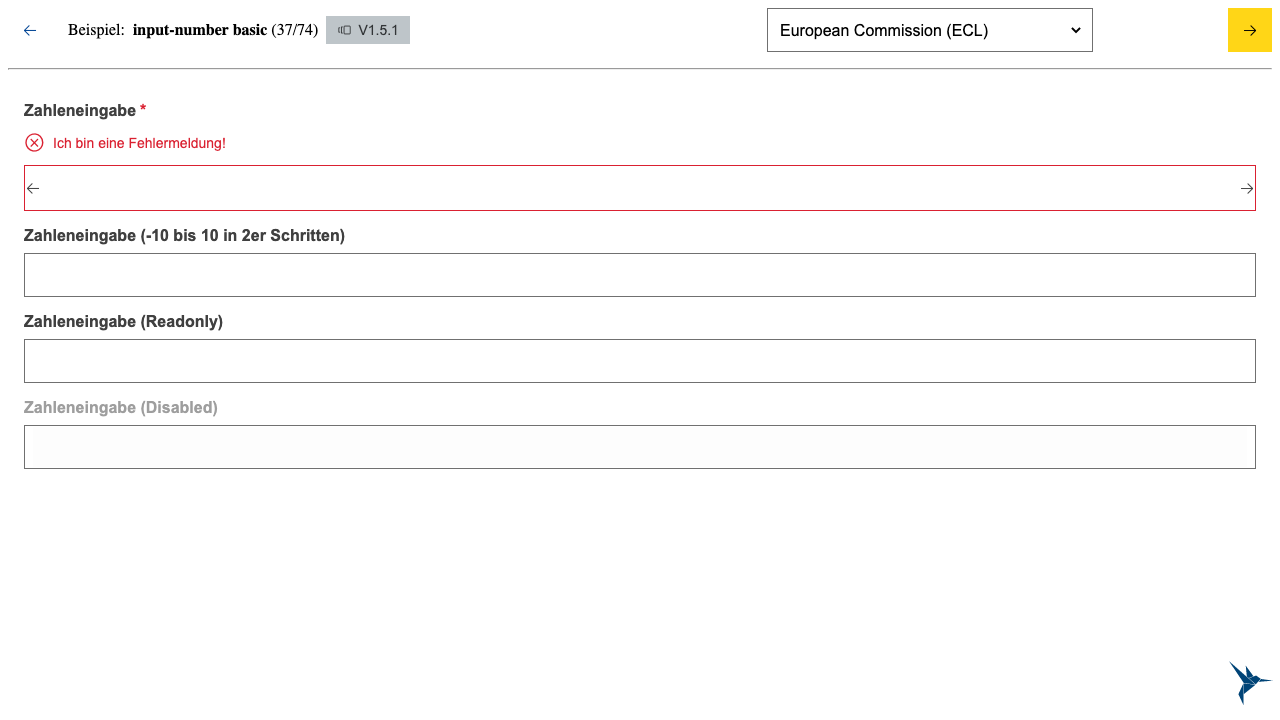 Beispiel: input-number basic (37/74) V1.5.1 European Commission (ECL)
Zahleneingabe *
Ich bin eine Fehlermeldung!
Zahleneingabe (-10 bis 10 in 2er Schritten)
Zahleneingabe (Readonly)
Zahleneingabe (Disabled)